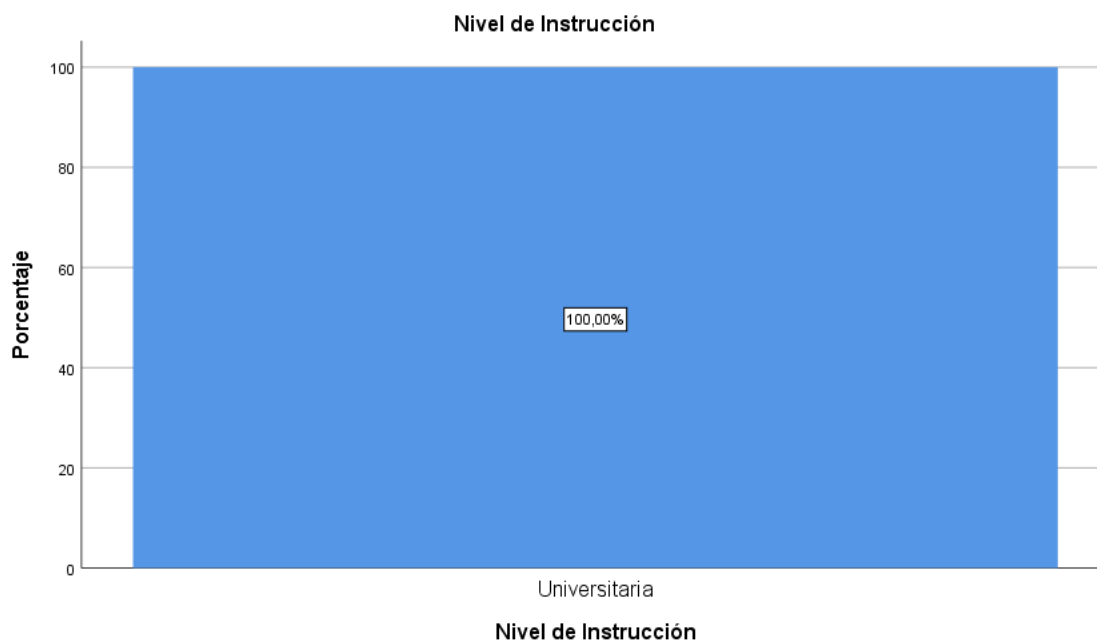 Nivel de Instrucción
100
80
60
40
20
0
Porcentaje
100,00%
Universitaria
Nivel de Instrucción